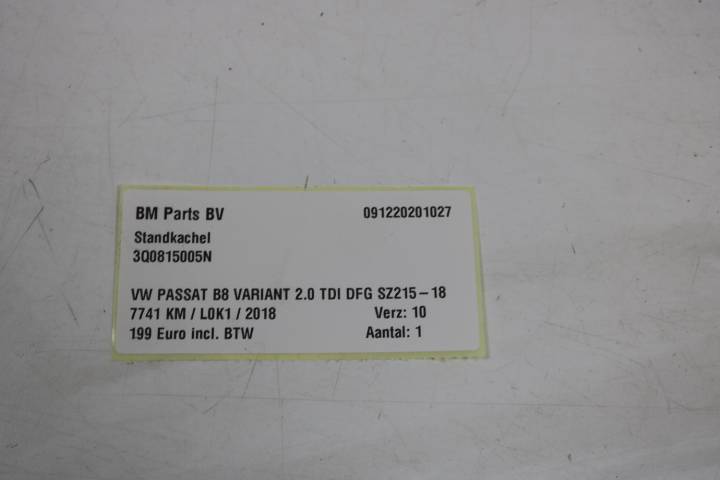 BM Parts BV 091220201027
Standkachel
3Q0815005N
VW PASSAT B8 VARIANT 2.0 TDI DFG SZ215-18
7741 KM / L0K1 / 2018 Verz: 10
199 Euro incl. BTW Aantal: 1